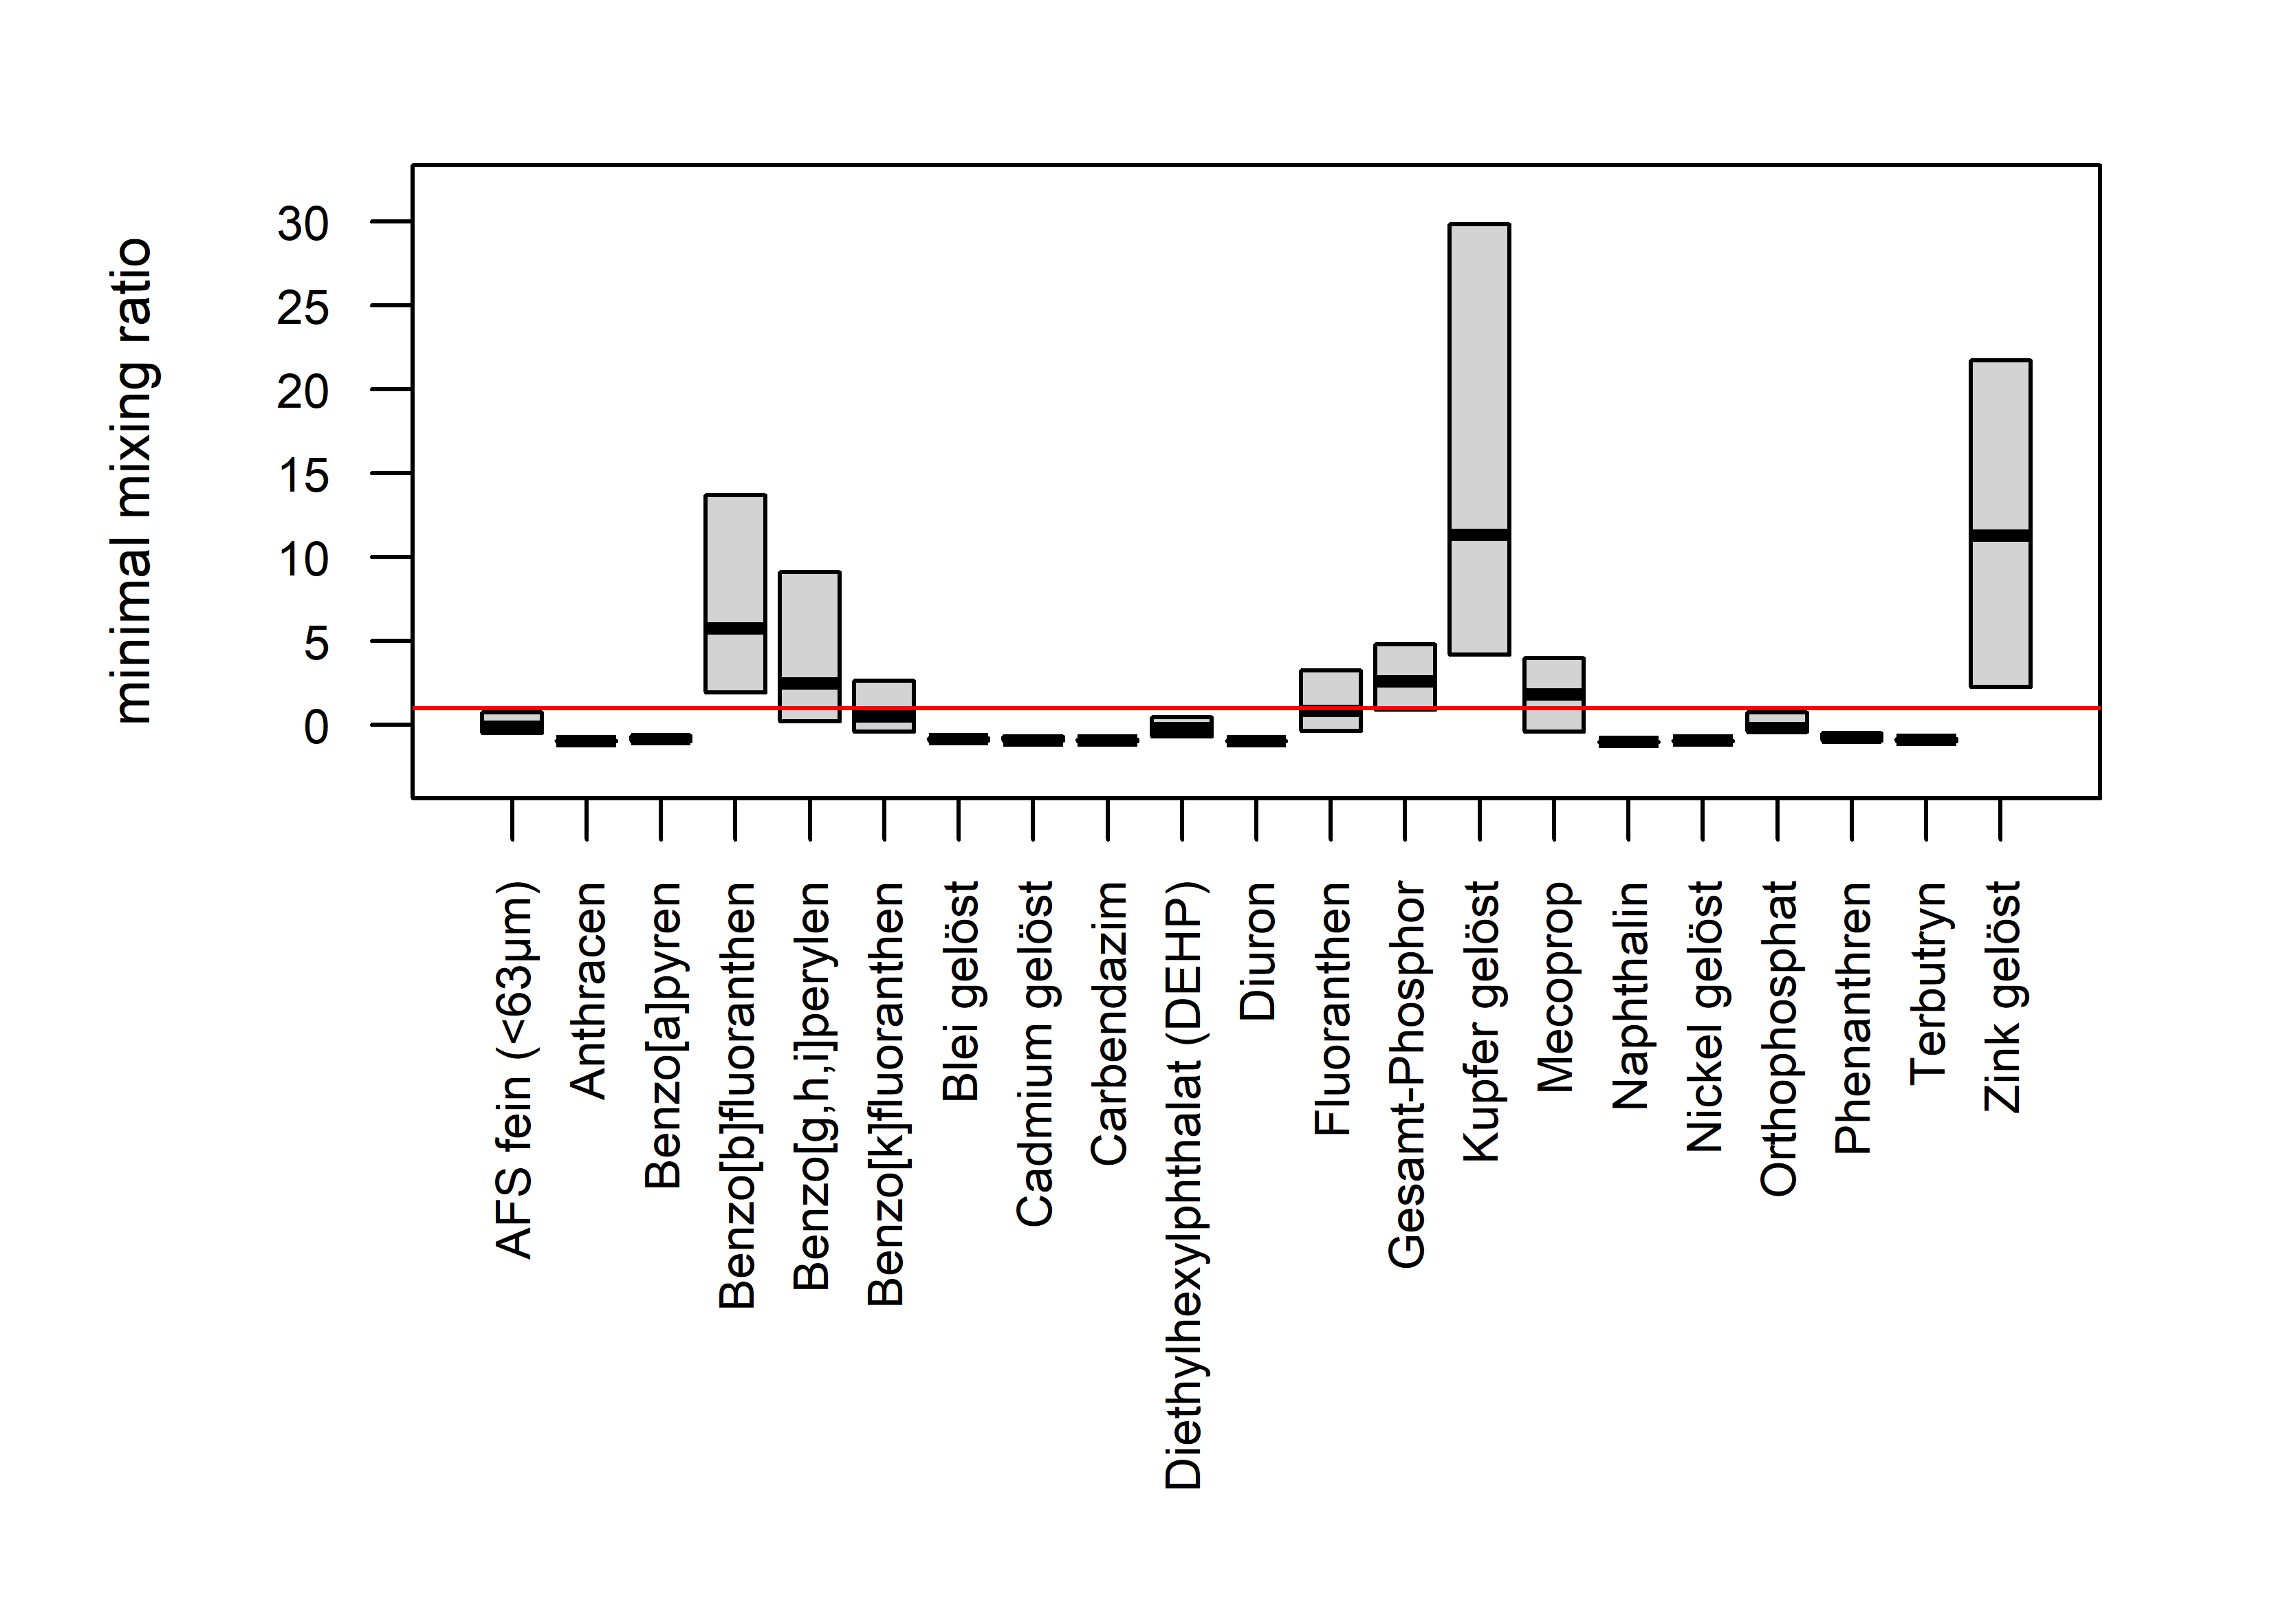 minimal mixing ratio
30
25
20
15
10
5
0
AFS fein (<63µm)
Anthracen
Benzo[a]pyren
Benzo[b]fluoranthen
Benzo[g,h,i]perylen
Benzo[k]fluoranthen
Blei gelöst
Cadmium gelöst
Carbendazim
Diethylhexylphthalat (DEHP)
Diuron
Fluoranthen
Gesamt-Phosphor
Kupfer gelöst
Mecoprop
Naphthalin
Nickel gelöst
Orthophosphat
Phenanthren
Terbutryn
Zink gelöst